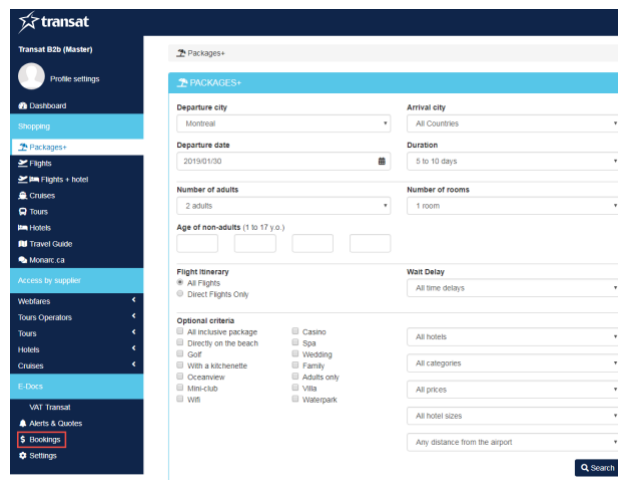 transat
Transat B2b (Master)
Profile settings
Dashboard
Shopping
Packages+
Flights
Flights + hotel
Cruises
Tours
Hotels
Travel Guide
Monarc.ca
Access by supplier
Webfares
Tours Operators
Tours
Hotels
Cruises
E-Docs
VAT Transat
Alerts & Quotes
$ Bookings
Settings
Packages+
PACKAGES+
Departure city
Montreal
Arrival city
All Countries
Departure date
2019/01/30
Duration
5 to 10 days
Number of adults
2 adults
Number of rooms
1 room
Age of non-adults (1 to 17 y.o.)
Flight Itinerary
All Flights
Direct Flights Only
Wait Delay
All time delays
Optional criteria
All inclusive package
Directly on the beach
Golf
With a kitchenette
Oceanview
Mini-club
Wifi
Casino
Spa
Wedding
Family
Adults only
Villa
Waterpark
All hotels
All categories
All prices
All hotel sizes
Any distance from the airport
Search